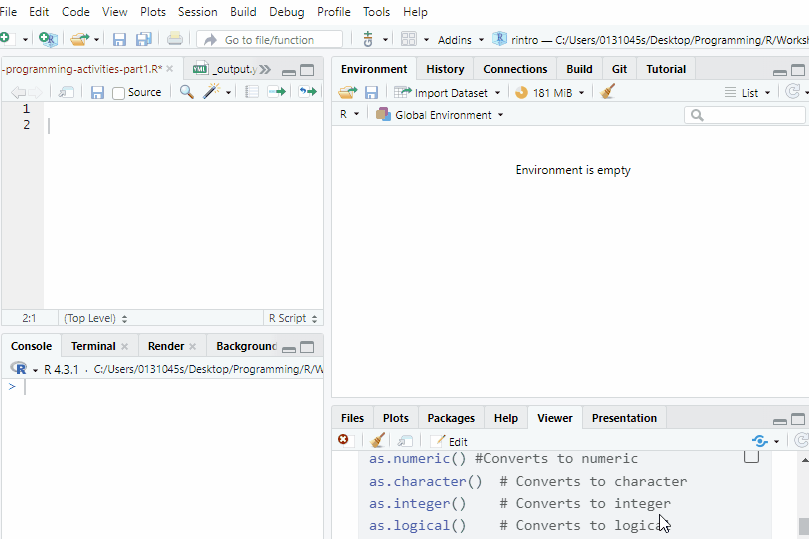 File Edit Code View Plots Session Build Debug Profile Tools Help
Go to file/function Addins rintro — C:/Users/0131045s/Desktop/Programming/R/Worksh
-programming-activities-part1.R* _output.y
Source
1
2
2:1 (Top Level) R Script
Environment History Connections Build Git Tutorial
Import Dataset 181 MiB List
R Global Environment
Environment is empty
Console Terminal Render Background
R 4.3.1 · C:/Users/0131045s/Desktop/Programming/R/W
>
Files Plots Packages Help Viewer Presentation
Edit
as.numeric() #Converts to numeric
as.character() # Converts to character
as.integer() # Converts to integer
as.logical() # Converts to logical